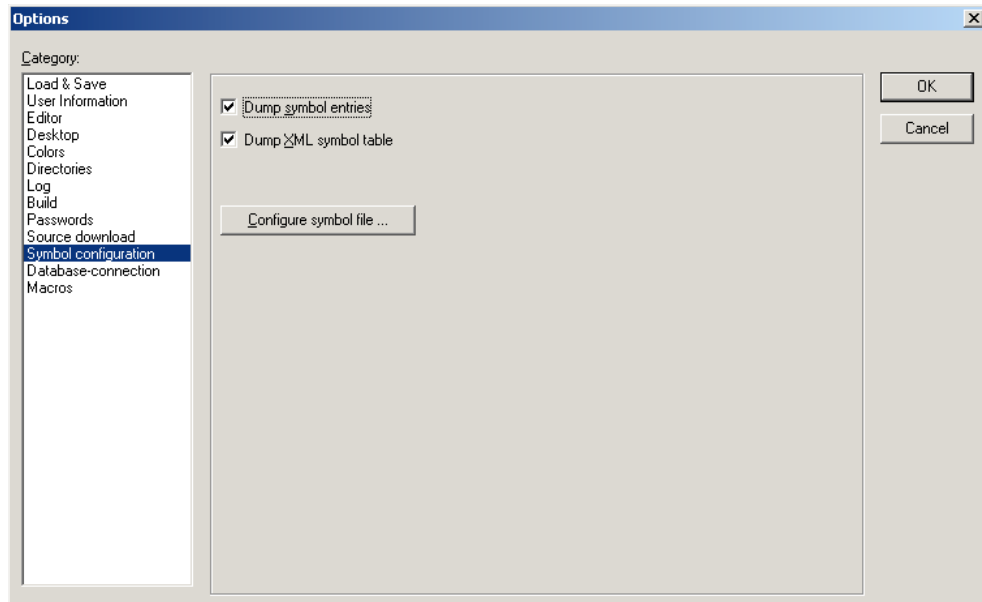 Options
Category:
Load & Save
User Information
Editor
Desktop
Colors
Directories
Log
Build
Passwords
Source download
Symbol configuration
Database-connection
Macros
Dump symbol entries
Dump XML symbol table
Configure symbol file ...
OK
Cancel